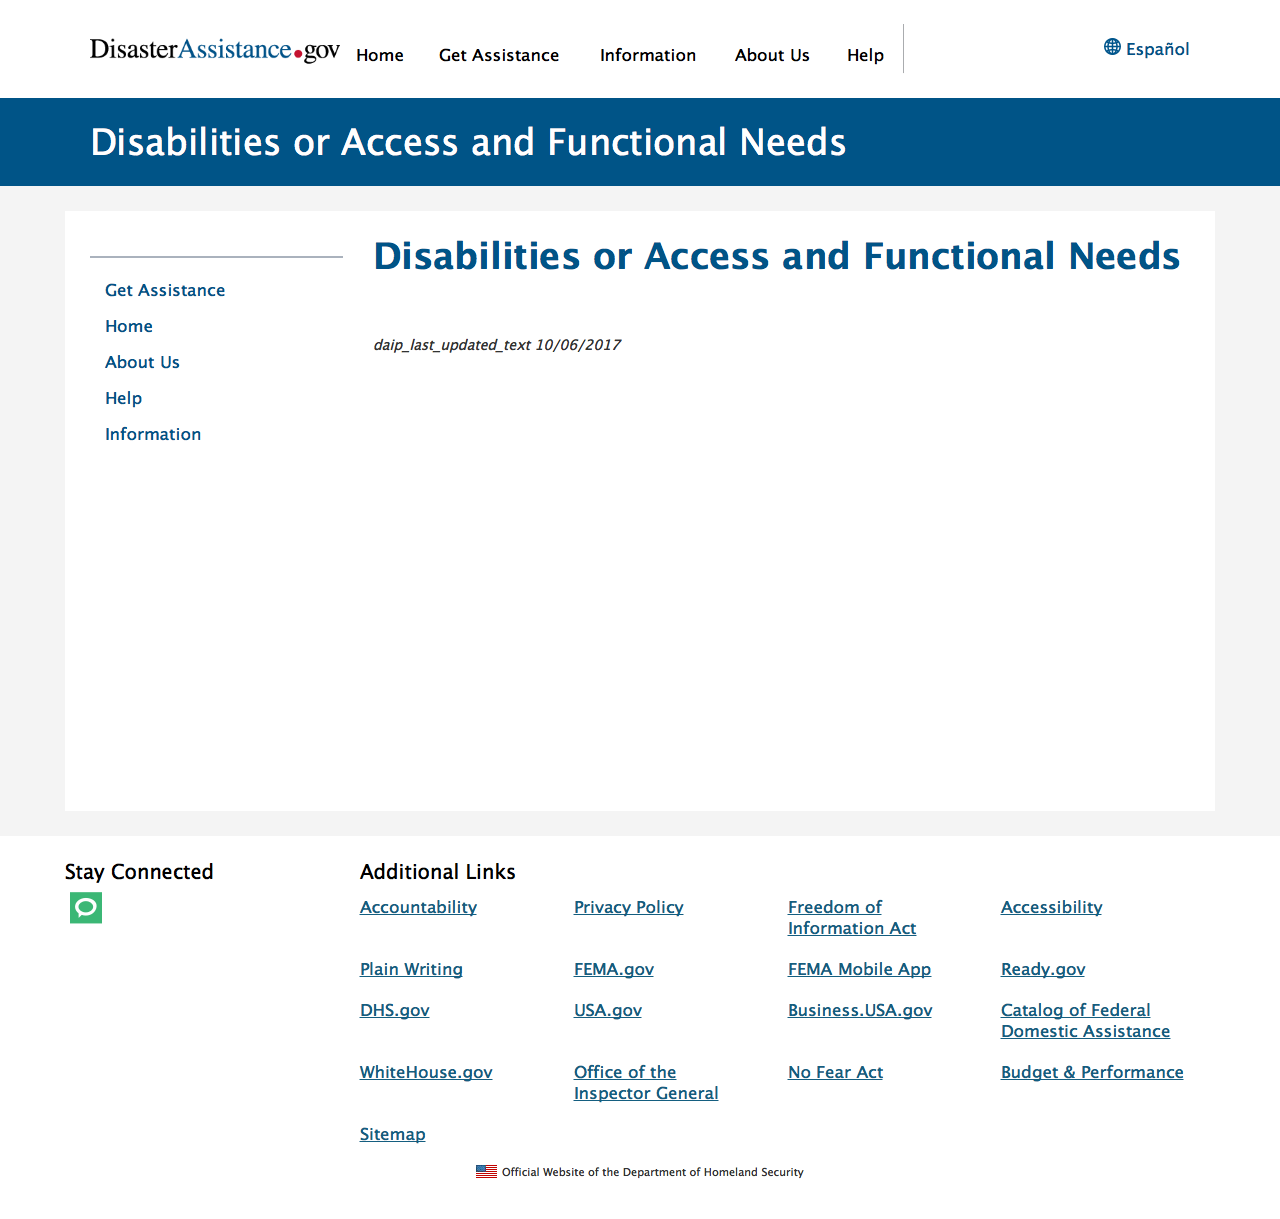 DisasterAssistance.gov Home Get Assistance Information About Us Help Español
Disabilities or Access and Functional Needs
Disabilities or Access and Functional Needs
Get Assistance
Home
About Us
Help
Information
daip_last_updated_text 10/06/2017
Stay Connected
Additional Links
Accountability Privacy Policy Freedom of Accessibility
Information Act
Plain Writing FEMA.gov FEMA Mobile App Ready.gov
DHS.gov USA.gov Business.USA.gov Catalog of Federal
Domestic Assistance
WhiteHouse.gov Office of the No Fear Act Budget & Performance
Inspector General
Sitemap
Official Website of the Department of Homeland Security